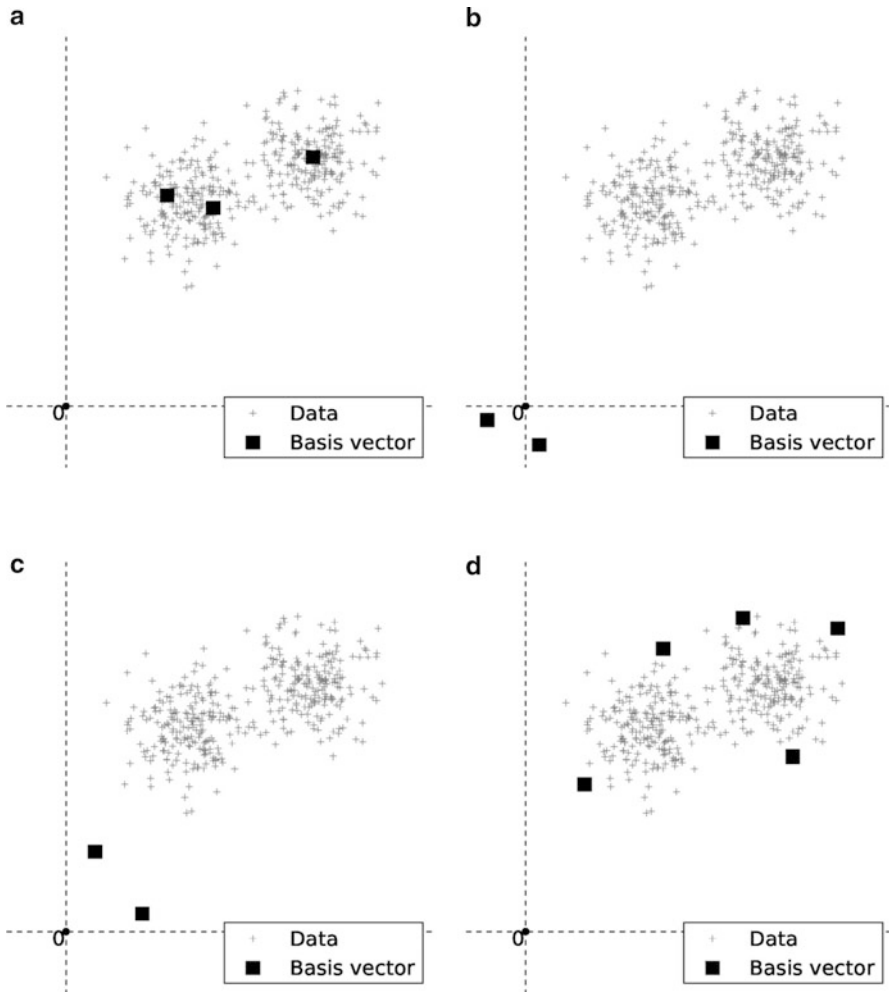 a
b
0
Data
Basis vector
0
Data
Basis vector
c
d
0
Data
Basis vector
0
Data
Basis vector